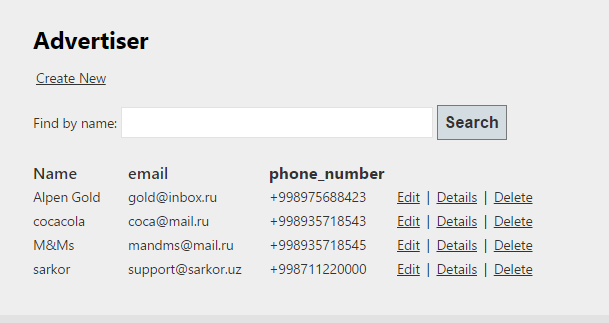 Advertiser
Create New
Find by name: Search
Name email phone_number
Alpen Gold gold@inbox.ru +998975688423 Edit | Details | Delete
cocacola coca@mail.ru +998935718543 Edit | Details | Delete
M&Ms mandms@mail.ru +998935718545 Edit | Details | Delete
sarkor support@sarkor.uz +998711220000 Edit | Details | Delete